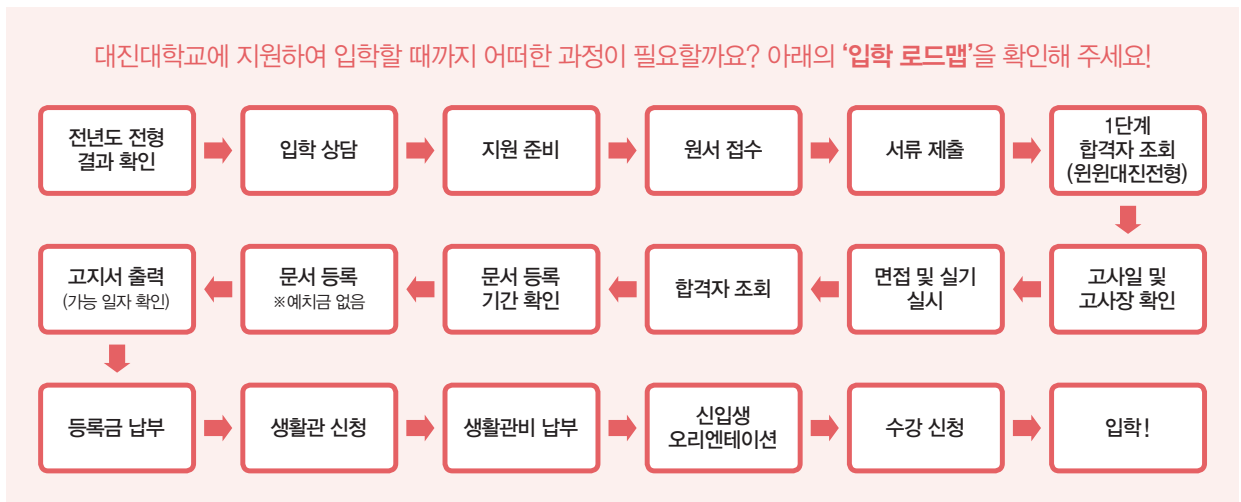 대진대학교에 지원하여 입학할 때까지 어떠한 과정이 필요할까요? 아래의 ‘입학 로드맵’을 확인해 주세요!
전년도 전형
결과 확인
입학 상담
지원 준비
원서 접수
서류 제출
1단계
합격자 조회
(윈윈대진전형)
고사일 및
고사장 확인
면접 및 실기
실시
합격자 조회
문서 등록
기간 확인
문서 등록
※예치금 없음
고지서 출력
(가능 일자 확인)
등록금 납부
생활관 신청
생활관비 납부
신입생
오리엔테이션
수강 신청
입학!